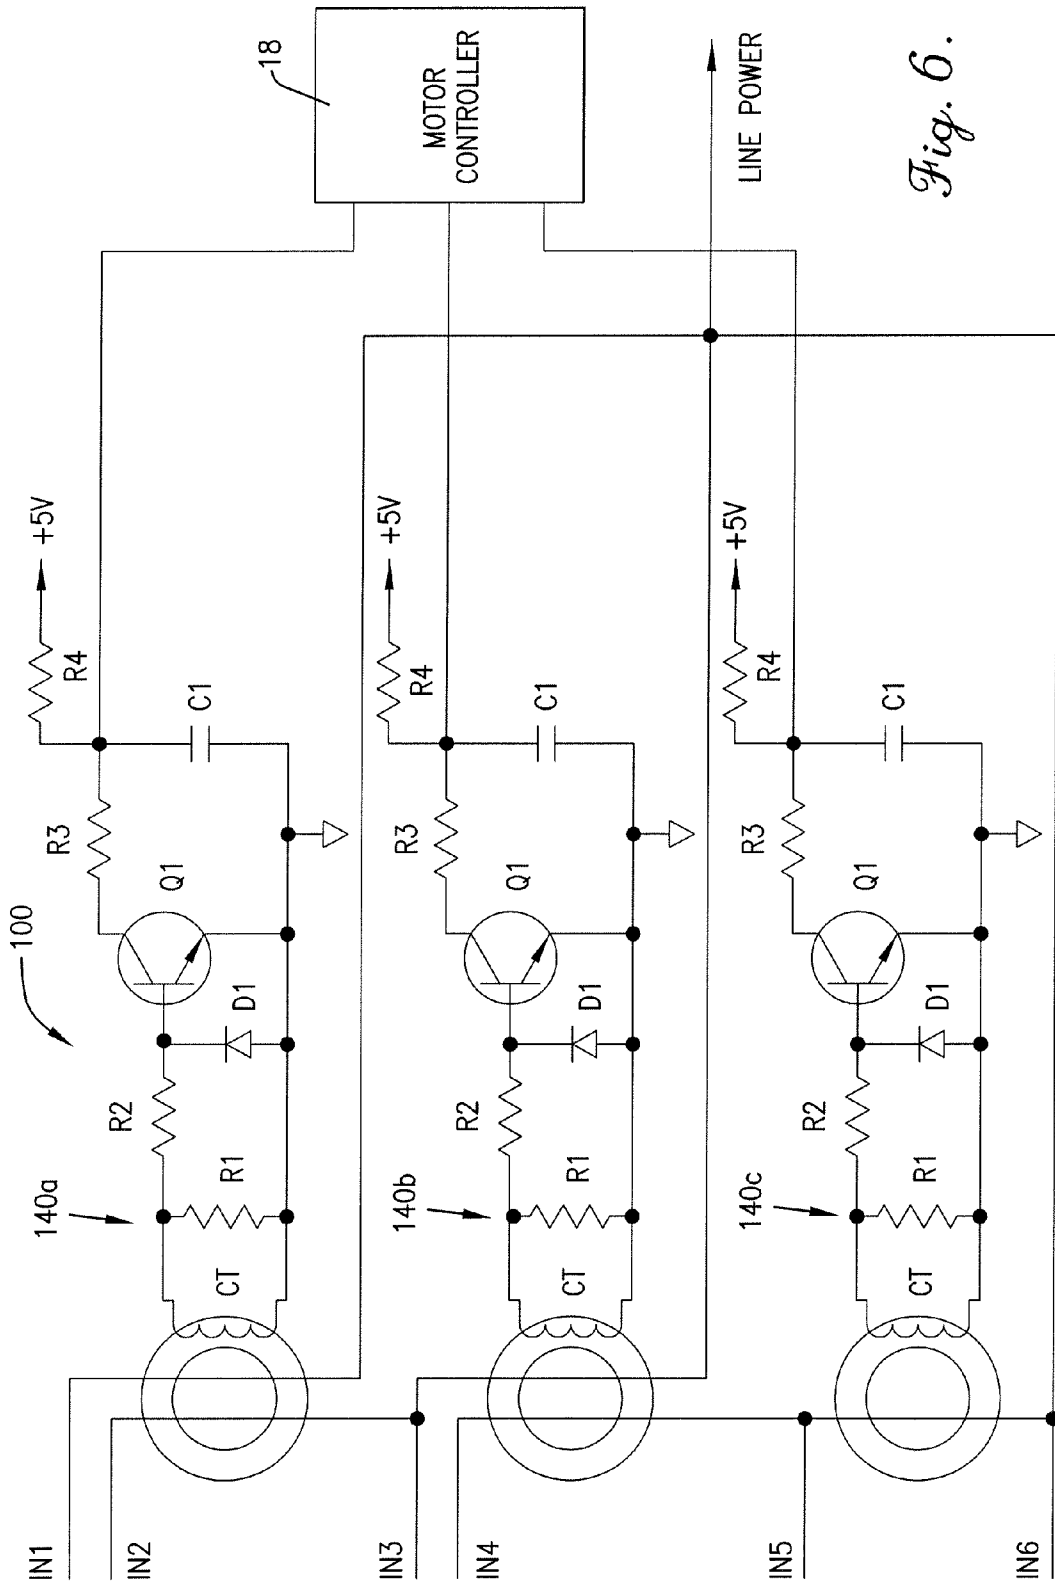 100
18
MOTOR
CONTROLLER
140a
CT
R1
R2
D1
Q1
R3
C1
R4
+5V
IN1
IN2
140b
CT
R1
R2
D1
Q1
R3
C1
R4
+5V
IN3
IN4
140c
CT
R1
R2
D1
Q1
R3
C1
R4
+5V
IN5
IN6
LINE POWER
Fig. 6.